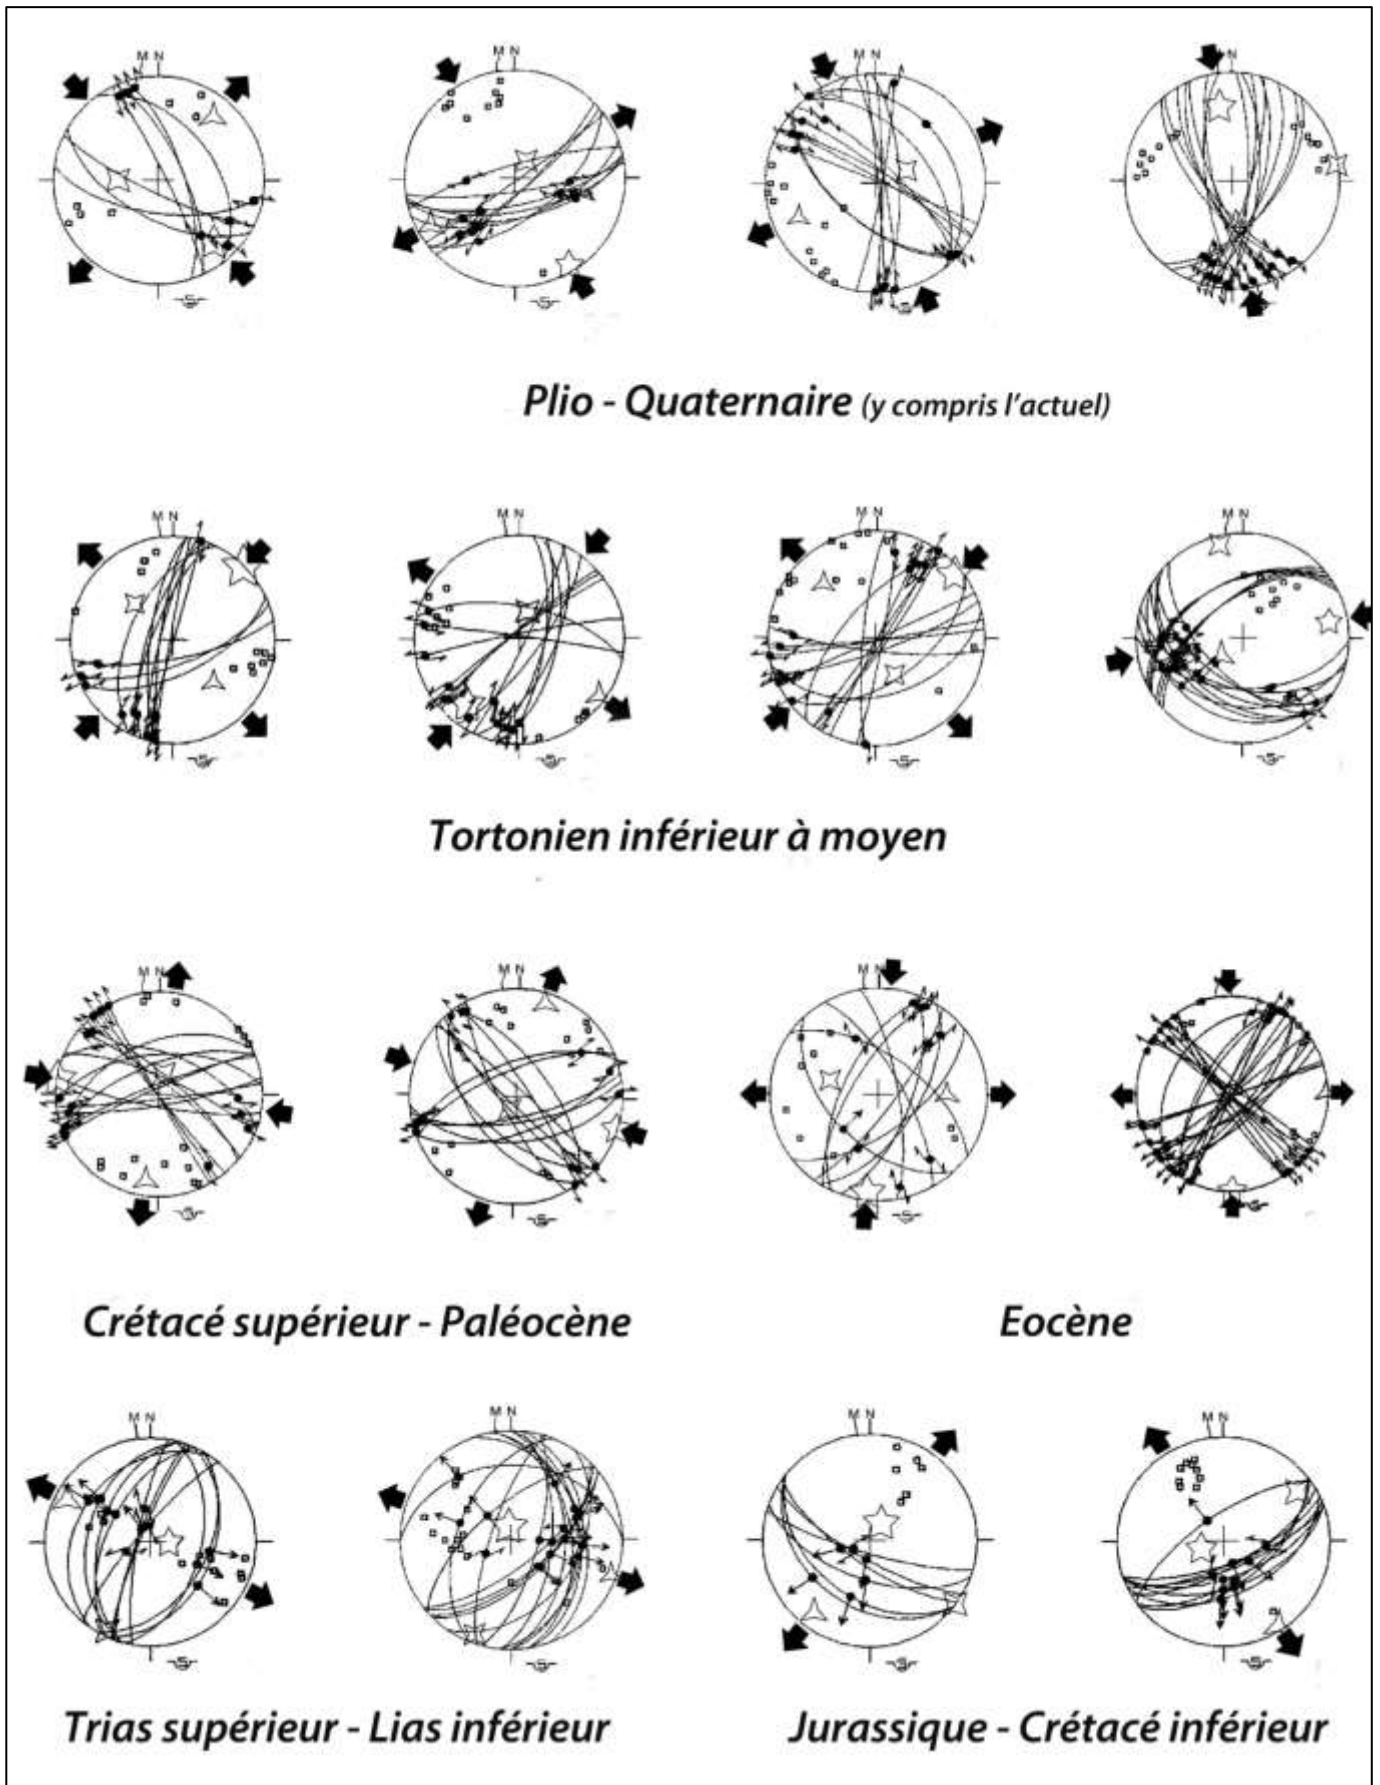 M N
M N
M N
N
S
S
S
Plio - Quaternaire (y compris l'actuel)
M N
M N
M N
M N
S
S
S
S
Tortonien inférieur à moyen
M N
M N
M N
S
S
S
S
Crétacé supérieur - Paléocène
Eocène
M N
M N
M N
M N
S
S
S
S
Trias supérieur - Lias inférieur
Jurassique - Crétacé inférieur